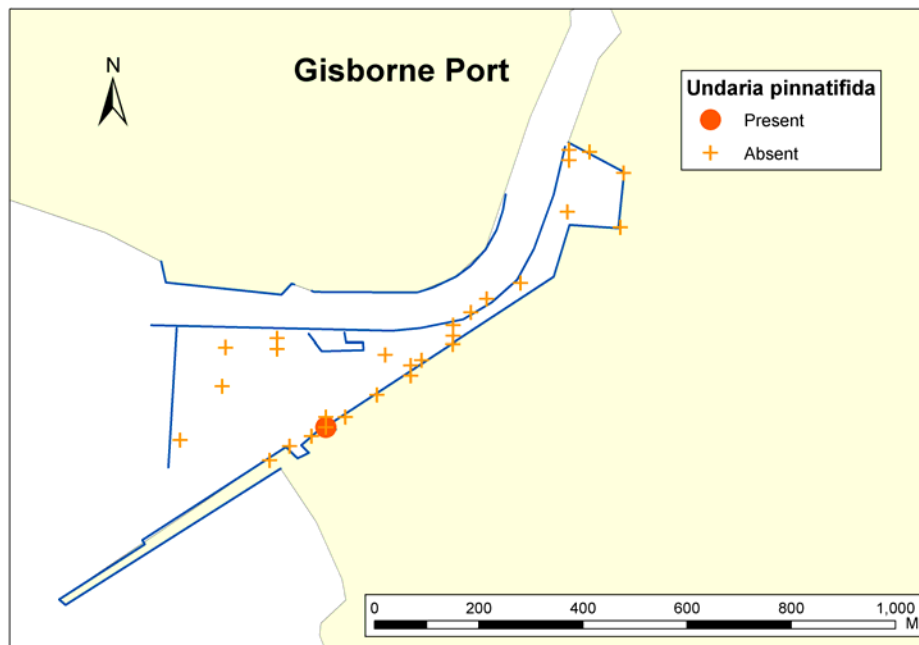 Gisborne Port
N
Undaria pinnatifida
Present
Absent
0 200 400 600 800 1,000
M